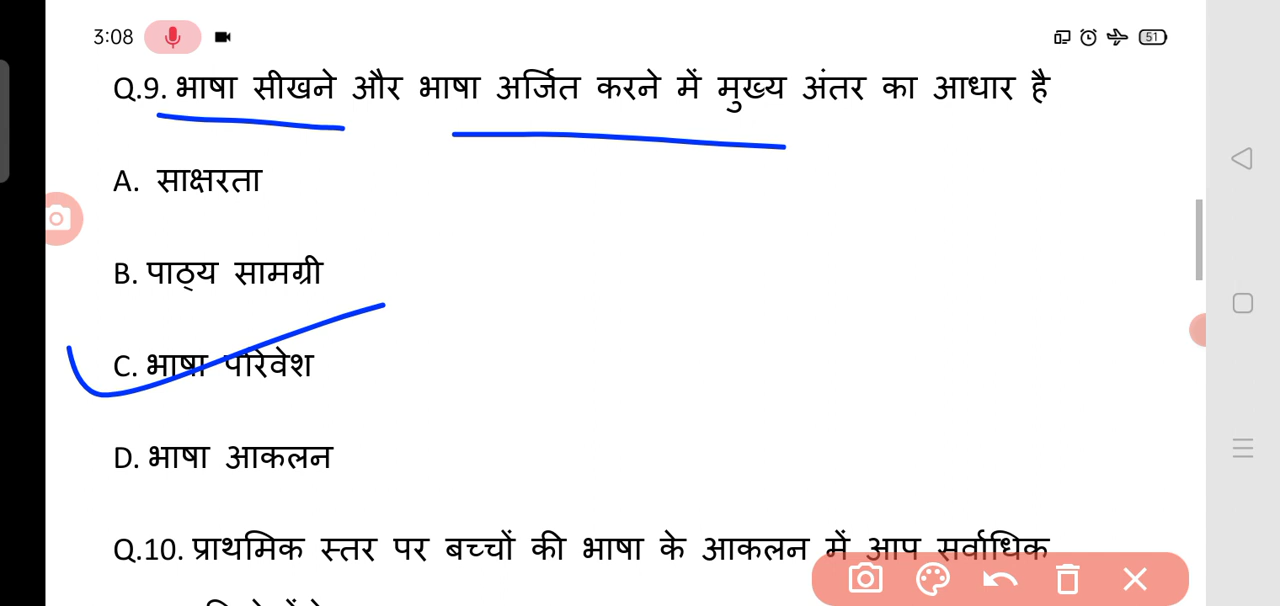 3:08
51
Q.9. भाषा सीखने और भाषा अर्जित करने में मुख्य अंतर का आधार है
A. साक्षरता
B. पाठ्य सामग्री
C. भाषा परिवेश
D. भाषा आकलन
Q.10. प्राथमिक स्तर पर बच्चों की भाषा के आकलन में आप सर्वाधिक